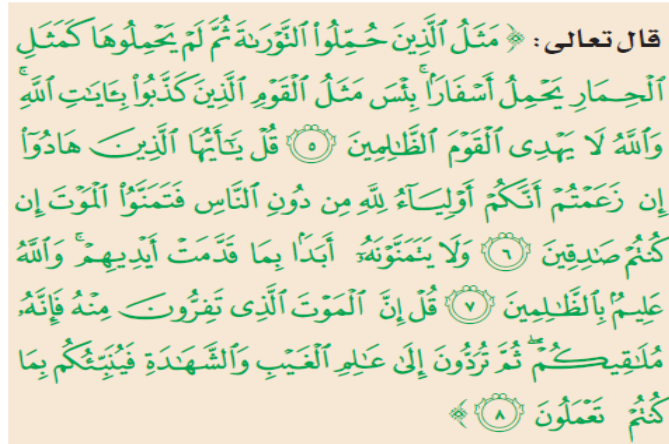 قال تعالى: ﴿ مَثَلُ ٱلَّذِينَ حُمِّلُوا۟ ٱلتَّوْرَىٰةَ ثُمَّ لَمْ يَحْمِلُوهَا كَمَثَلِ
ٱلْحِمَارِ يَحْمِلُ أَسْفَارًۢا ۚ بِئْسَ مَثَلُ ٱلْقَوْمِ ٱلَّذِينَ كَذَّبُوا۟ بِـَٔايَـٰتِ ٱللَّهِ ۚ
وَٱللَّهُ لَا يَهْدِى ٱلْقَوْمَ ٱلظَّـٰلِمِينَ ۝٥ قُلْ يَـٰٓأَيُّهَا ٱلَّذِينَ هَادُوٓا۟
إِن زَعَمْتُمْ أَنَّكُمْ أَوْلِيَآءُ لِلَّهِ مِن دُونِ ٱلنَّاسِ فَتَمَنَّوُا۟ ٱلْمَوْتَ إِن
كُنتُمْ صَـٰدِقِينَ ۝٦ وَلَا يَتَمَنَّوْنَهُۥٓ أَبَدًۢا بِمَا قَدَّمَتْ أَيْدِيهِمْ ۚ وَٱللَّهُ
عَلِيمٌۢ بِٱلظَّـٰلِمِينَ ۝٧ قُلْ إِنَّ ٱلْمَوْتَ ٱلَّذِى تَفِرُّونَ مِنْهُ فَإِنَّهُۥ
مُلَـٰقِيكُمْ ۖ ثُمَّ تُرَدُّونَ إِلَىٰ عَـٰلِمِ ٱلْغَيْبِ وَٱلشَّهَـٰدَةِ فَيُنَبِّئُكُم بِمَا
كُنتُمْ تَعْمَلُونَ ۝٨ ﴾